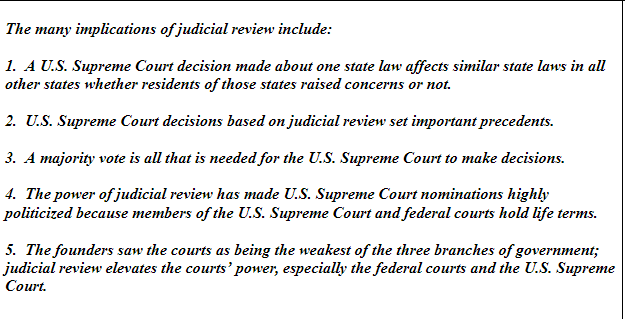 The many implications of judicial review include:
1. A U.S. Supreme Court decision made about one state law affects similar state laws in all
other states whether residents of those states raised concerns or not.
2. U.S. Supreme Court decisions based on judicial review set important precedents.
3. A majority vote is all that is needed for the U.S. Supreme Court to make decisions.
4. The power of judicial review has made U.S. Supreme Court nominations highly
politicized because members of the U.S. Supreme Court and federal courts hold life terms.
5. The founders saw the courts as being the weakest of the three branches of government;
judicial review elevates the courts' power, especially the federal courts and the U.S. Supreme
Court.